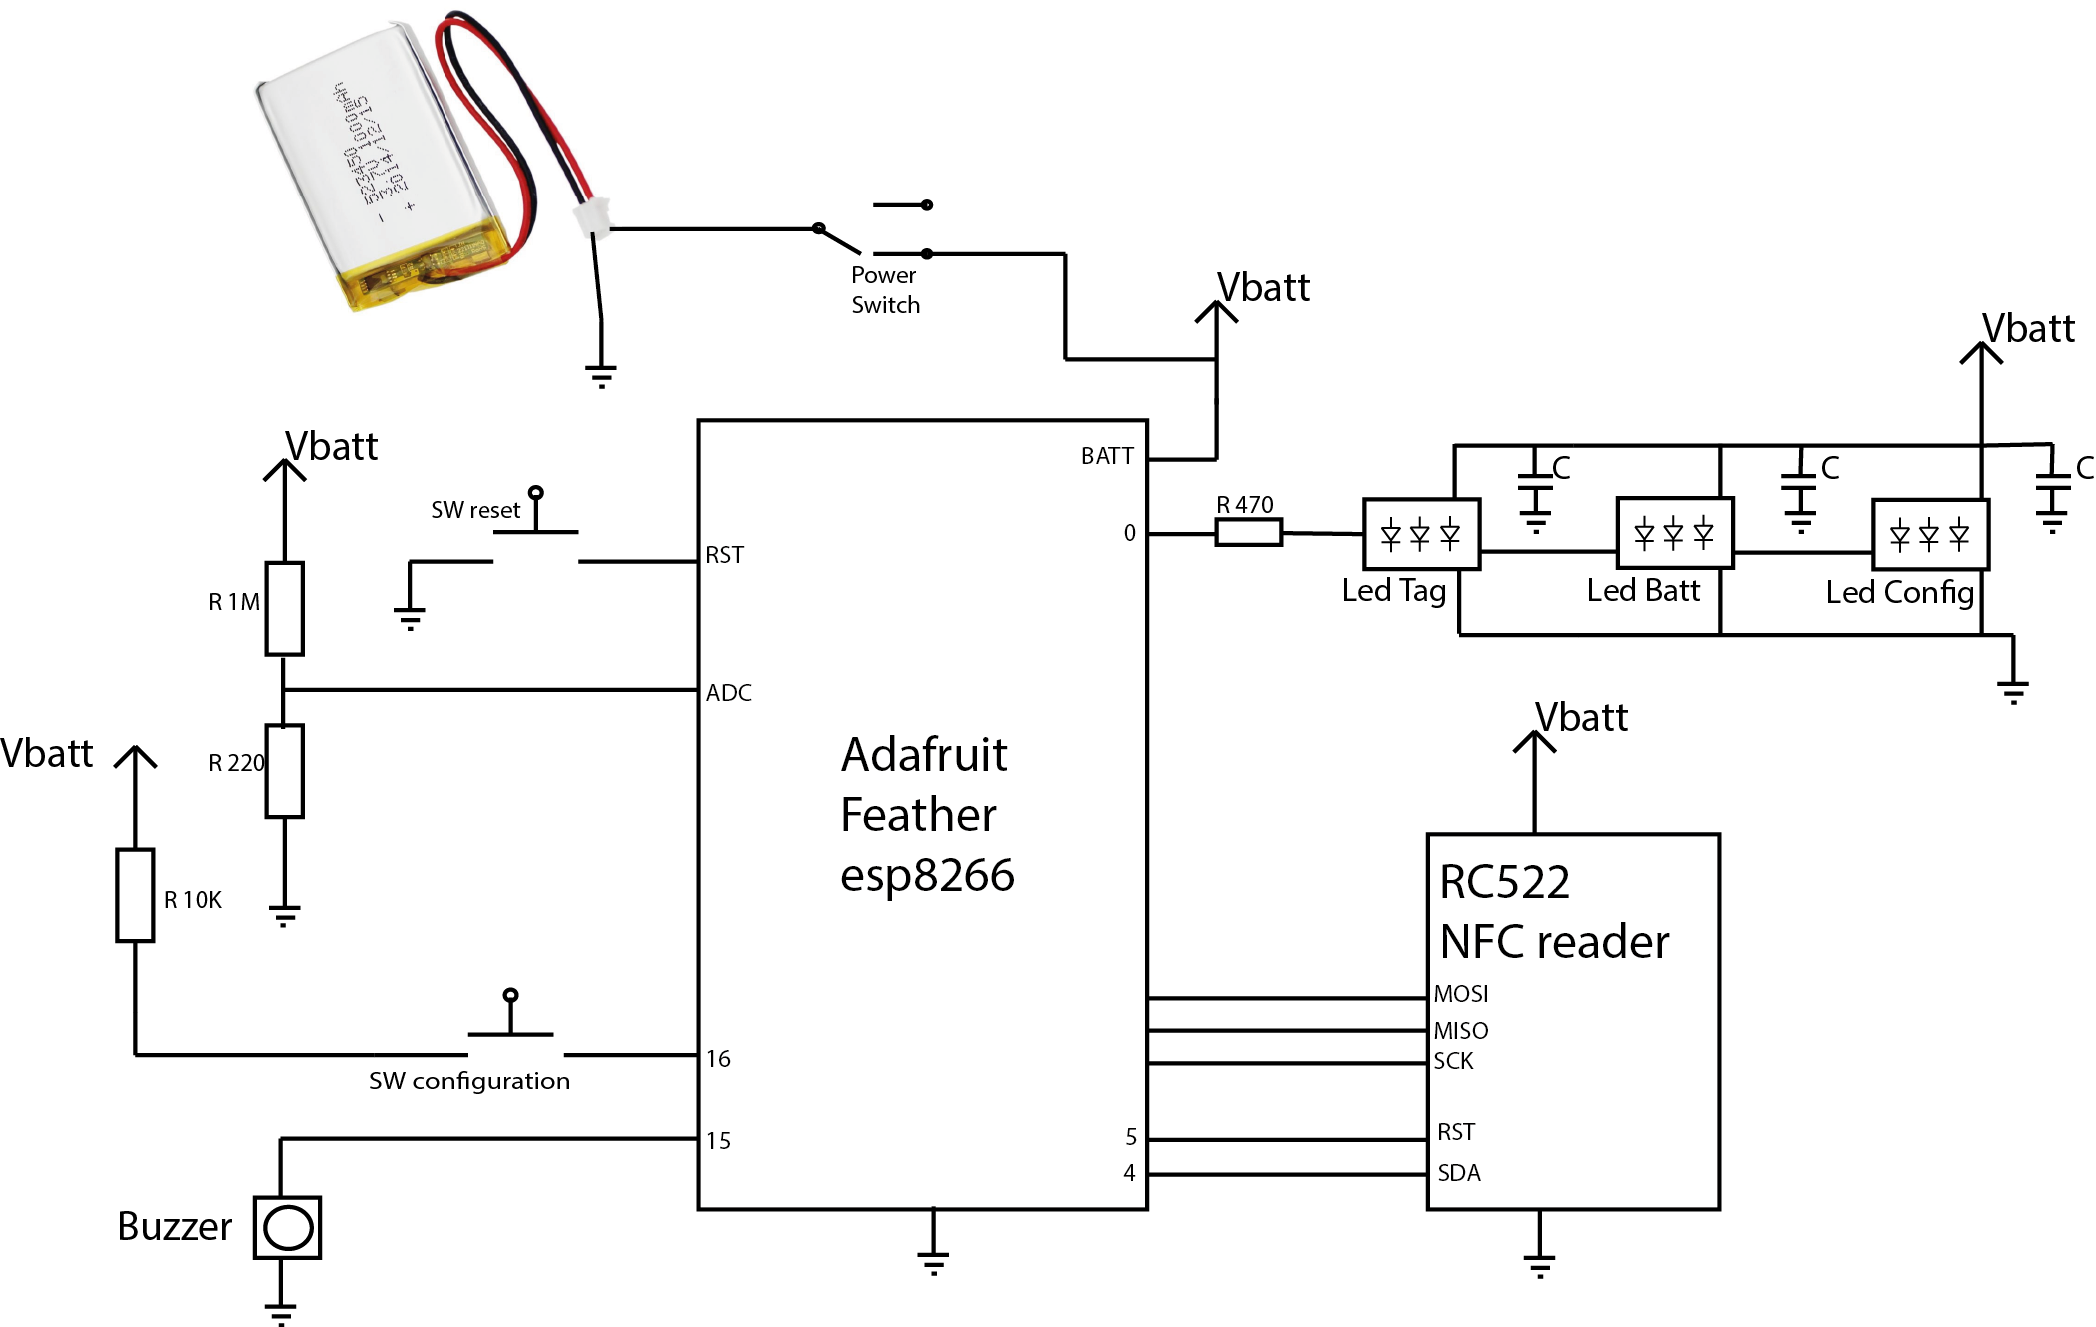 523450 1000mAh
3.7V
2014/12/15
- +
Power
Switch
Vbatt
Vbatt
Vbatt
SW reset
BATT
C
C
C
R 470
0
RST
Led Tag
Led Batt
Led Config
R 1M
ADC
Vbatt
Vbatt
R 220
Adafruit
Feather
esp8266
R 10K
RC522
NFC reader
MOSI
MISO
SCK
16
SW configuration
15
5
RST
4
SDA
Buzzer